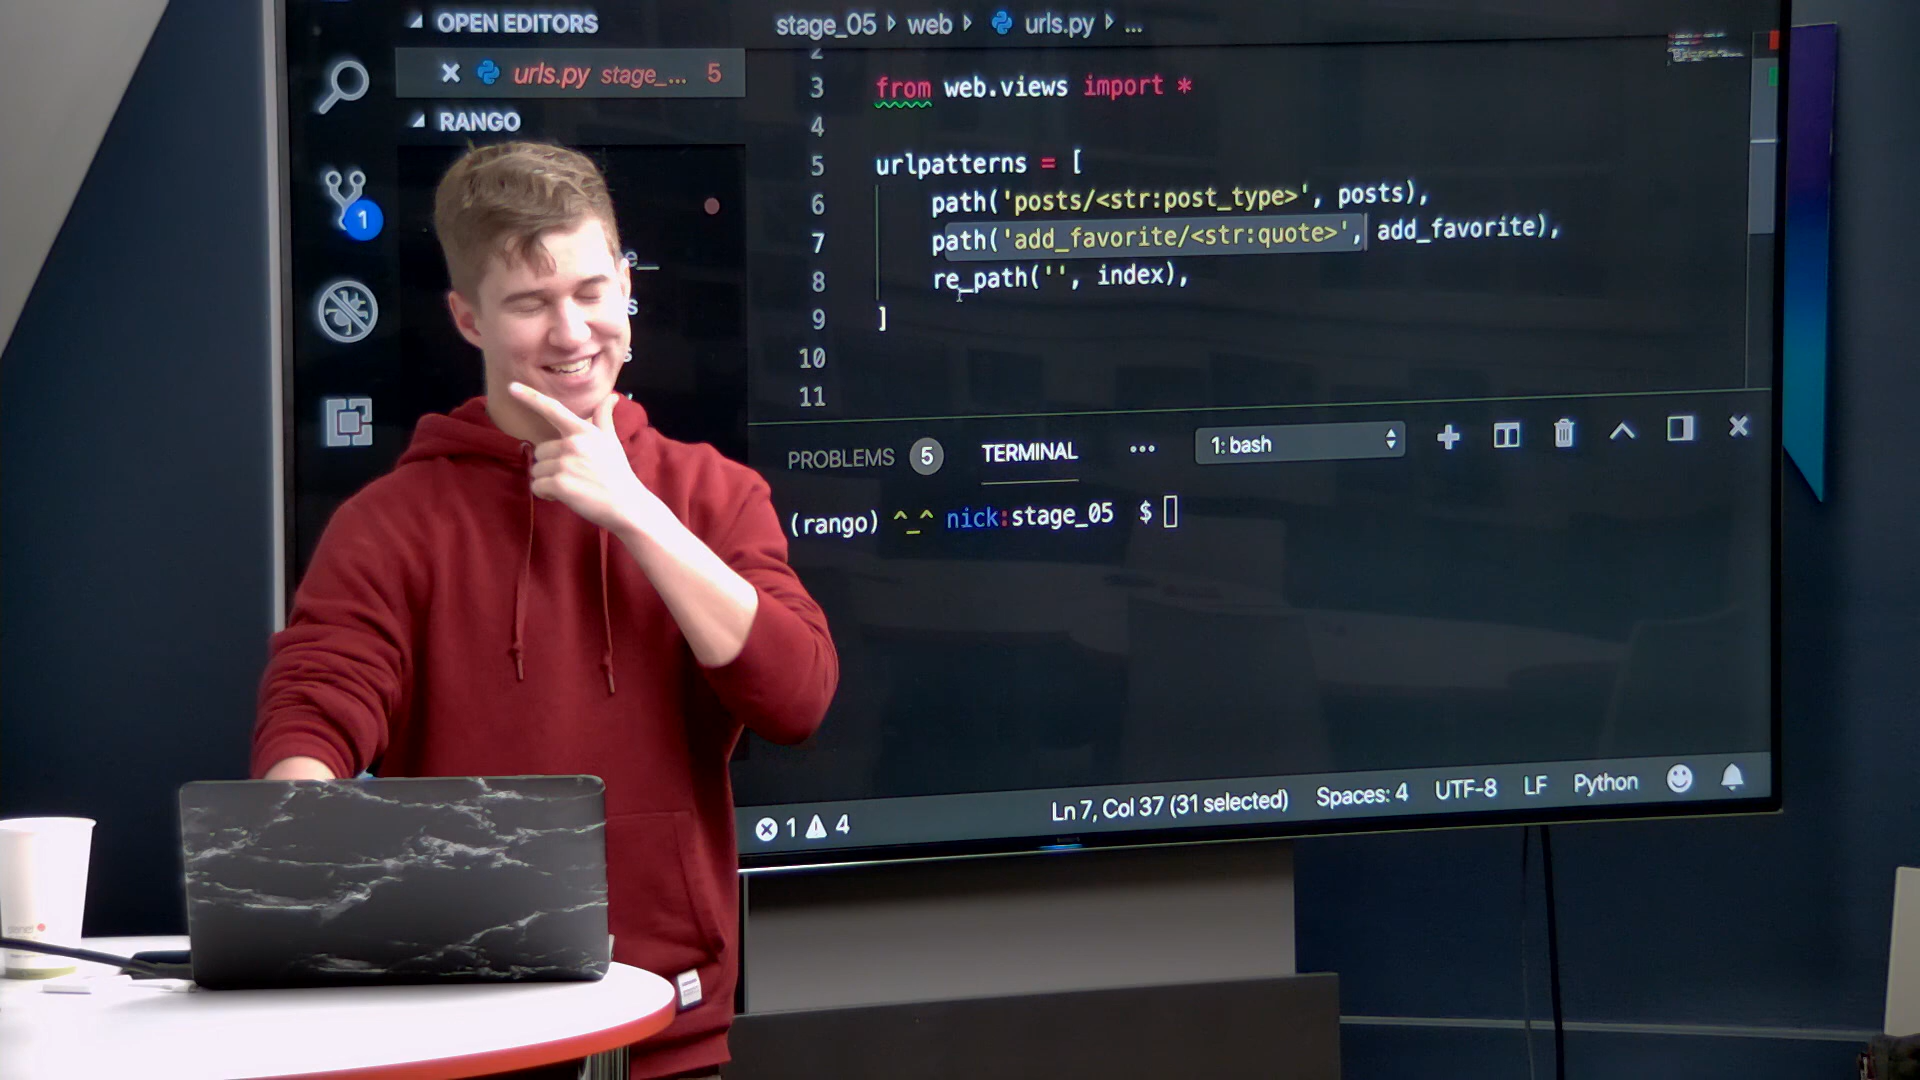 OPEN EDITORS
urls.py stage_... 5
RANGO
1
stage_05 web urls.py ...
2
3 from web.views import *
4
5 urlpatterns = [
6 path('posts/<str:post_type>', posts),
7 path('add_favorite/<str:quote>', add_favorite),
8 re_path('', index),
9 ]
10
11
PROBLEMS 5 TERMINAL ... 1: bash
(rango) ^_^ nick:stage_05 $
1 4 Ln 7, Col 37 (31 selected) Spaces: 4 UTF-8 LF Python